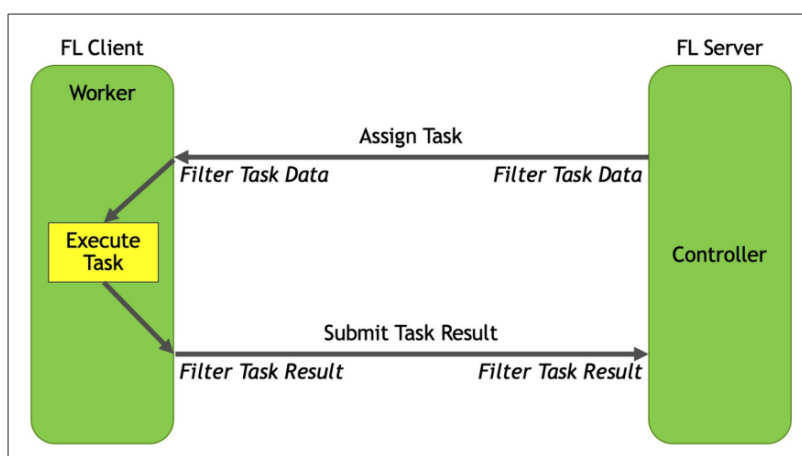 FL Client
FL Server
Worker
Assign Task
Filter Task Data
Filter Task Data
Execute
Task
Controller
Submit Task Result
Filter Task Result
Filter Task Result